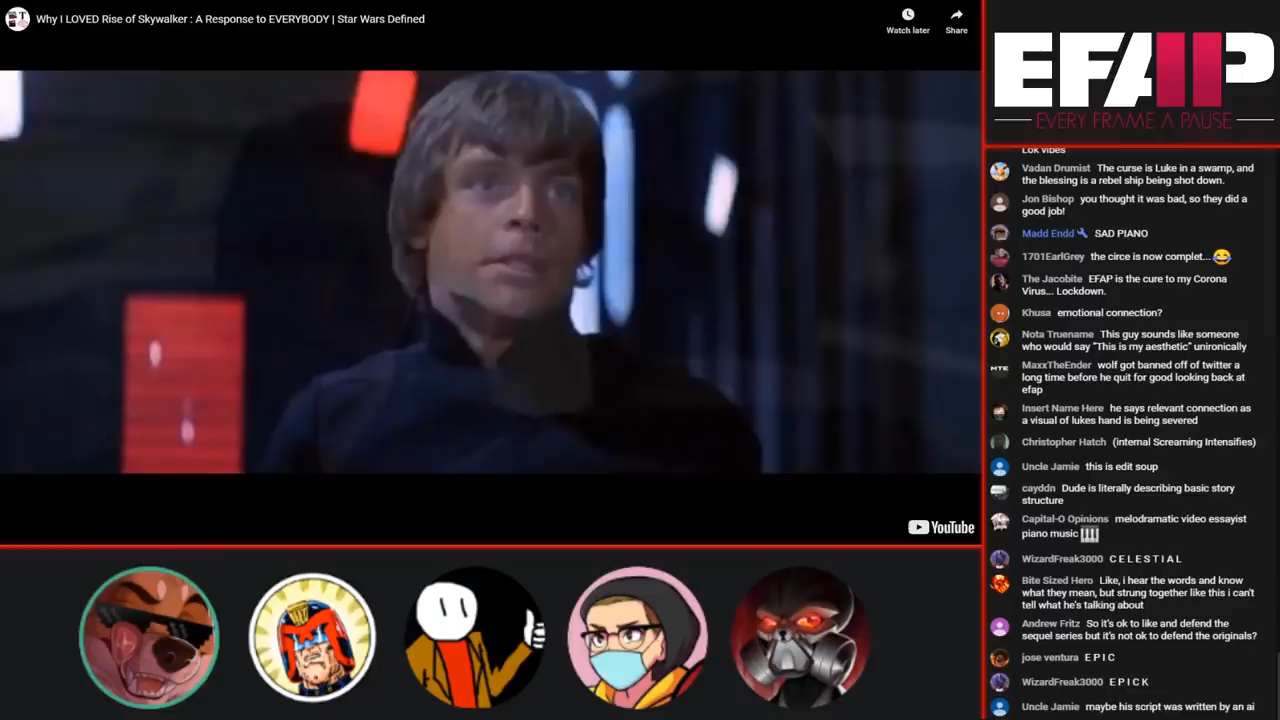 Why I LOVED Rise of Skywalker : A Response to EVERYBODY | Star Wars Defined
Watch later
Share
YouTube
EFAP
EVERY FRAME A PAUSE
Lok vibes
Vadan Drumist The curse is Luke in a swamp, and
the blessing is a rebel ship being shot down.
Jon Bishop you thought it was bad, so they did a
good job!
Madd Endd SAD PIANO
1701EarlGrey the circe is now complet... 😂
The Jacobite EFAP is the cure to my Corona
Virus... Lockdown.
Khusa emotional connection?
Nota Truename This guy sounds like someone
who would say "This is my aesthetic" unironically
MTE
MaxxTheEnder wolf got banned off of twitter a
long time before he quit for good looking back at
efap
Insert Name Here he says relevant connection as
a visual of lukes hand is being severed
Christopher Hatch (internal Screaming Intensifies)
Uncle Jamie this is edit soup
cayddn Dude is literally describing basic story
structure
Capital-O Opinions melodramatic video essayist
piano music 🎹
WizardFreak3000 C E L E S T I A L
Bite Sized Hero Like, i hear the words and know
what they mean, but strung together like this i can't
tell what he's talking about
Andrew Fritz So it's ok to like and defend the
sequel series but it's not ok to defend the originals?
jose ventura E P I C
WizardFreak3000 E P I C K
Uncle Jamie maybe his script was written by an ai